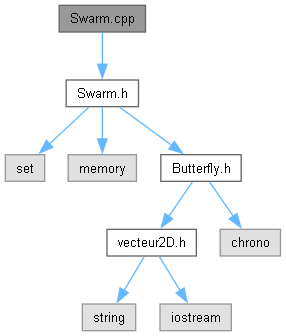 Swarm.cpp
Swarm.h
set
memory
Butterfly.h
vecteur2D.h
chrono
string
iostream